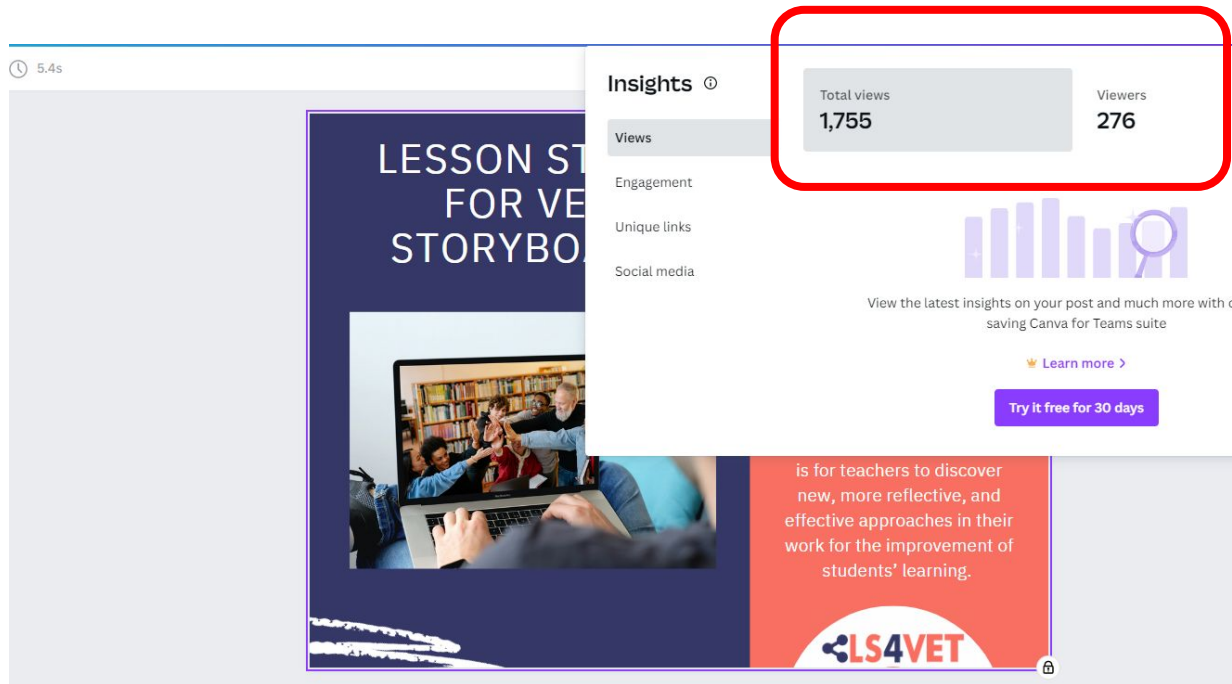 5.4s
Insights
Views
Engagement
Unique links
Social media
Total views
1,755
Viewers
276
View the latest insights on your post and much more with
saving Canva for Teams suite
Learn more >
Try it free for 30 days
LESSON
FOR
is for teachers to discover
new, more reflective, and
effective approaches in their
work for the improvement of
students’ learning.
LS4VET